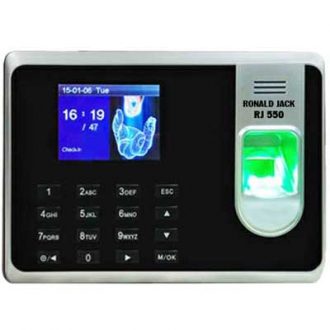 15-01-06 Tue
16 : 19
/ 47
Check-In
RONALD JACK
RJ 550
1 2ABC 3DEF ESC
4GHI 5JKL 6MNO ▲
7PQRS 8TUV 9WXYZ ▼
⊙/◀ 0 ▶ M/OK